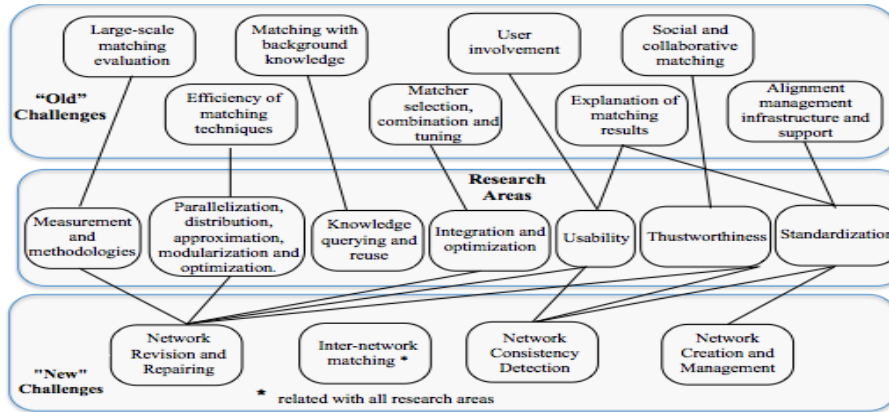 Large-scale
matching
evaluation
Matching with
background
knowledge
User
involvement
Social and
collaborative
matching
“Old”
Challenges
Efficiency of
matching
techniques
Matcher
selection,
combination and
tuning
Explanation of
matching
results
Alignment
management
infrastructure and
support
Research
Areas
Measurement
and
methodologies
Parallelization,
distribution,
approximation,
modularization and
optimization.
Knowledge
querying and
reuse
Integration and
optimization
Usability
Thustworthiness
Standardization
"New"
Challenges
Network
Revision and
Repairing
Inter-network
matching *
Network
Consistency
Detection
Network
Creation and
Management
* related with all research areas